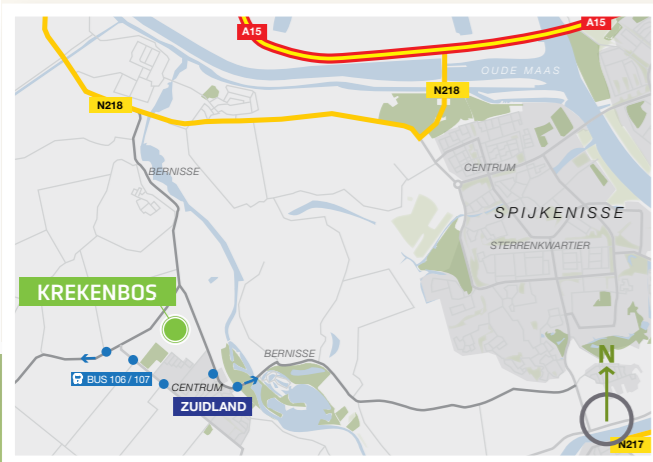 A15
A15
OUDE MAAS
N218
N218
BERNISSE
CENTRUM
SPIJKENISSE
STERRENKWARTIER
KREKENBOS
BERNISSE
N
BUS 106 / 107
CENTRUM
ZUIDLAND
N217